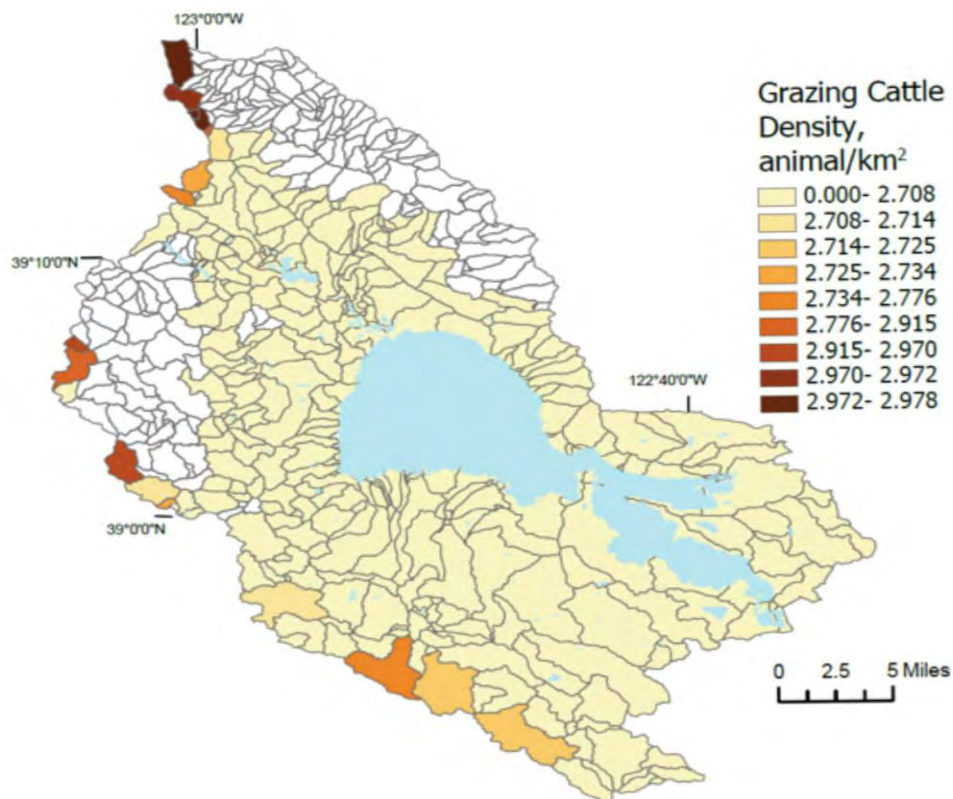 123°0'0"W
Grazing Cattle
Density,
animal/km²
0.000- 2.708
2.708- 2.714
2.714- 2.725
2.725- 2.734
2.734- 2.776
2.776- 2.915
2.915- 2.970
2.970- 2.972
2.972- 2.978
39°10'0"N
122°40'0"W
39°0'0"N
0 2.5 5 Miles